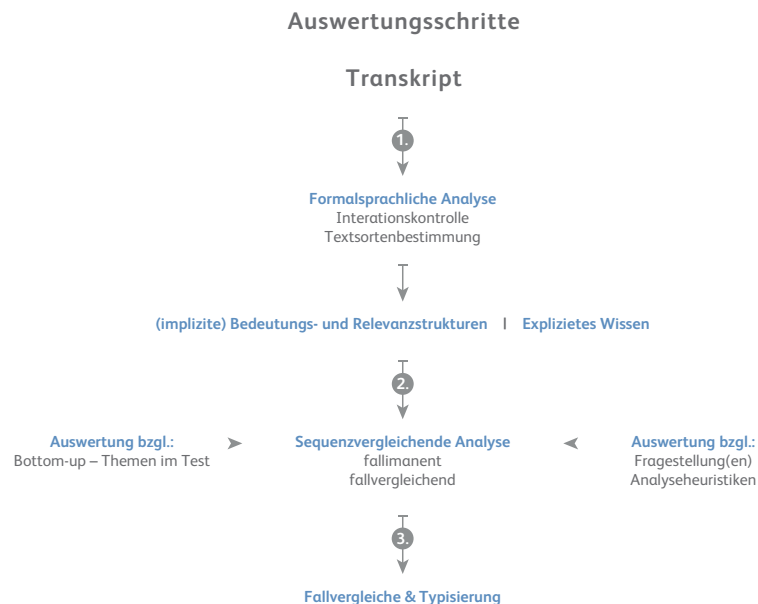 Auswertungsschritte
Transkript
1.
Formalsprachliche Analyse
Interationskontrolle
Textsortenbestimmung
(implizite) Bedeutungs- und Relevanzstrukturen | Explizietes Wissen
2.
Auswertung bzgl.:
Bottom-up – Themen im Test
Sequenzvergleichende Analyse
fallimanent
fallvergleichend
Auswertung bzgl.:
Fragestellung(en)
Analyseheuristiken
3.
Fallvergleiche & Typisierung